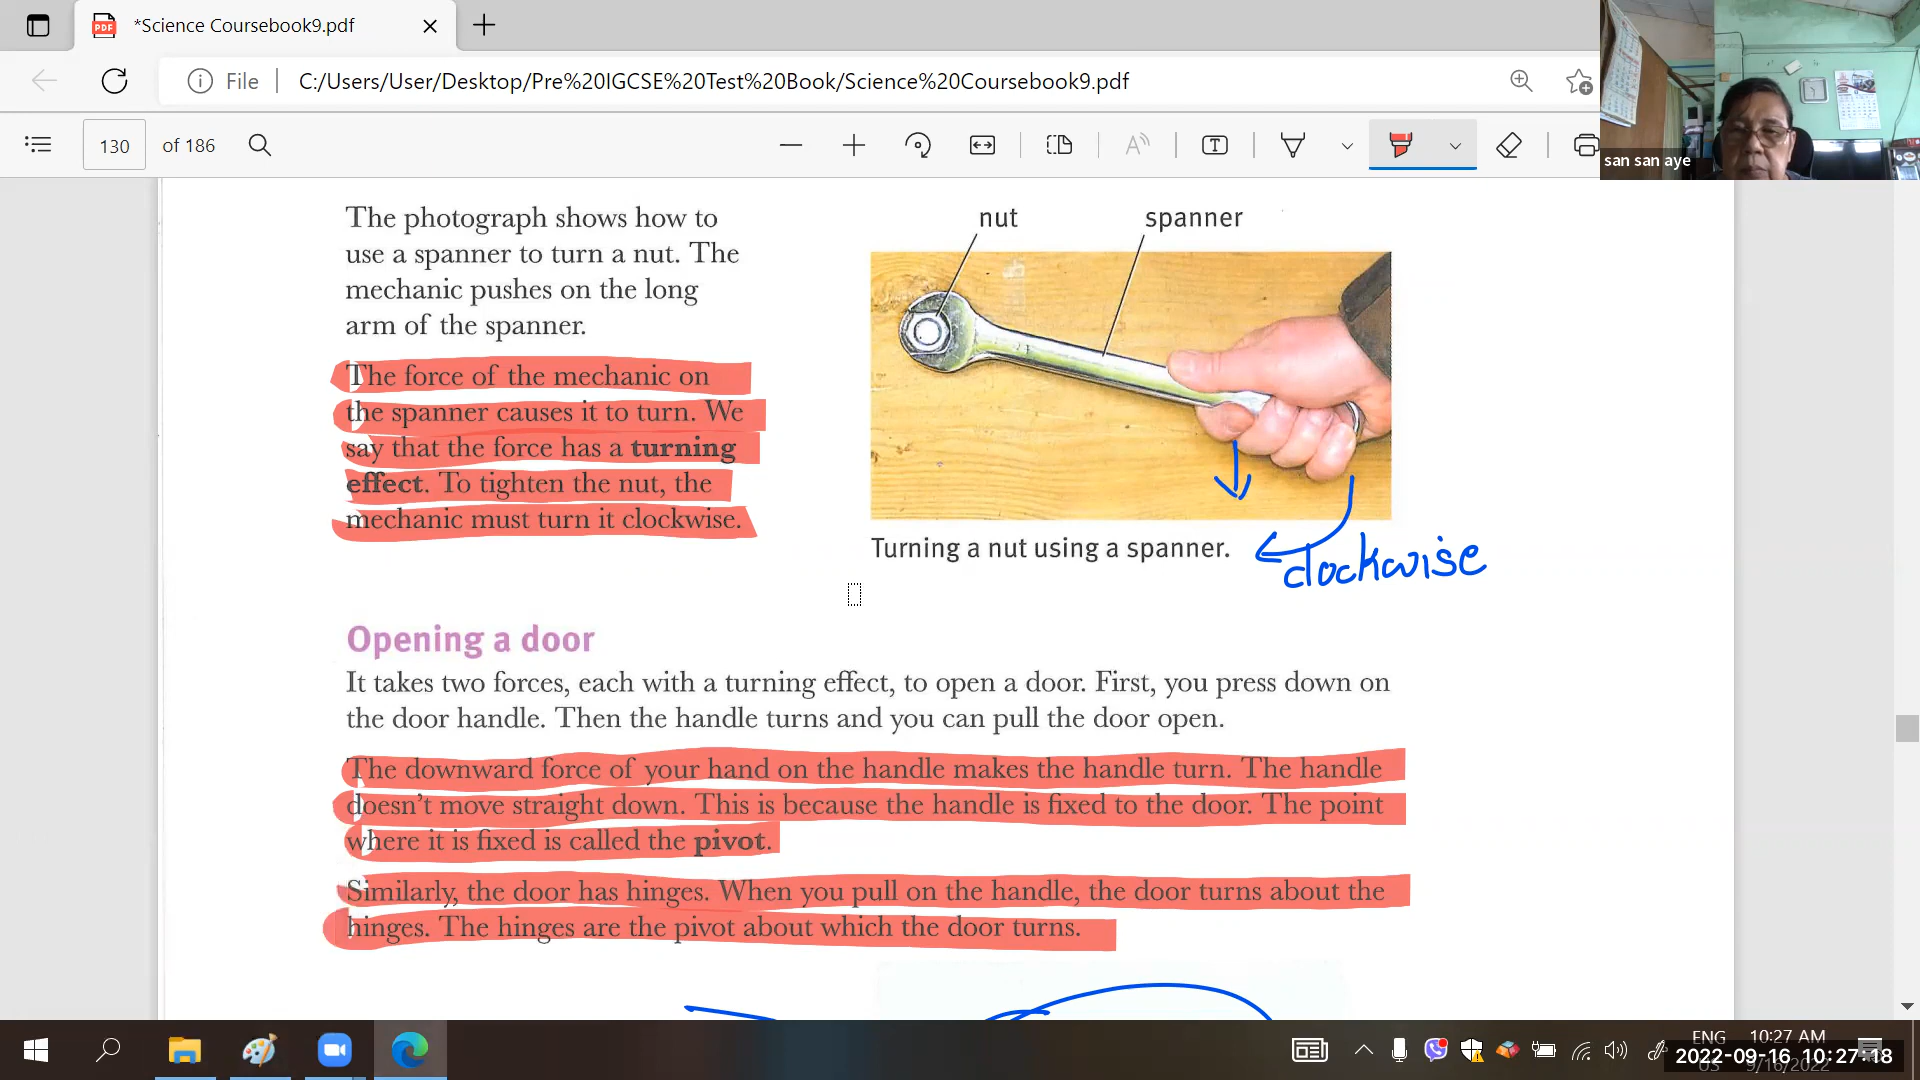 *Science Coursebook9.pdf
File
C:/Users/User/Desktop/Pre%20IGCSE%20Test%20Book/Science%20Coursebook9.pdf
130 of 186
san san aye
The photograph shows how to
use a spanner to turn a nut. The
mechanic pushes on the long
arm of the spanner.
The force of the mechanic on
the spanner causes it to turn. We
say that the force has a turning
effect. To tighten the nut, the
mechanic must turn it clockwise.
nut
spanner
Turning a nut using a spanner.
clockwise
Opening a door
It takes two forces, each with a turning effect, to open a door. First, you press down on
the door handle. Then the handle turns and you can pull the door open.
The downward force of your hand on the handle makes the handle turn. The handle
doesn't move straight down. This is because the handle is fixed to the door. The point
where it is fixed is called the pivot.
Similarly, the door has hinges. When you pull on the handle, the door turns about the
hinges. The hinges are the pivot about which the door turns.
ENG
US
10:27 AM
9/16/2022
2022-09-16 10:27:18